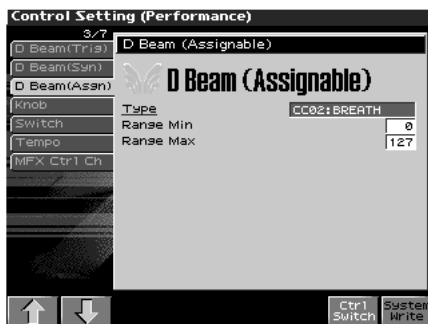 Control Setting (Performance)
3/7
D Beam(Trig)
D Beam(Syn)
D Beam(Assn)
Knob
Switch
Tempo
MFX Ctrl Ch
D Beam (Assignable)
D Beam (Assignable)
Type CC02:BREATH
Range Min 0
Range Max 127
Ctrl Switch
System Write